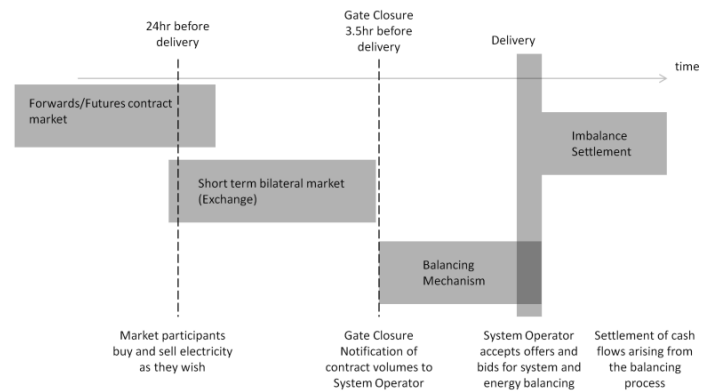 24hr before
delivery
Gate Closure
3.5hr before
delivery
Delivery
time
Forwards/Futures contract
market
Imbalance
Settlement
Short term bilateral market
(Exchange)
Balancing
Mechanism
Market participants
buy and sell electricity
as they wish
Gate Closure
Notification of
contract volumes to
System Operator
System Operator
accepts offers and
bids for system and
energy balancing
Settlement of cash
flows arising from
the balancing
process